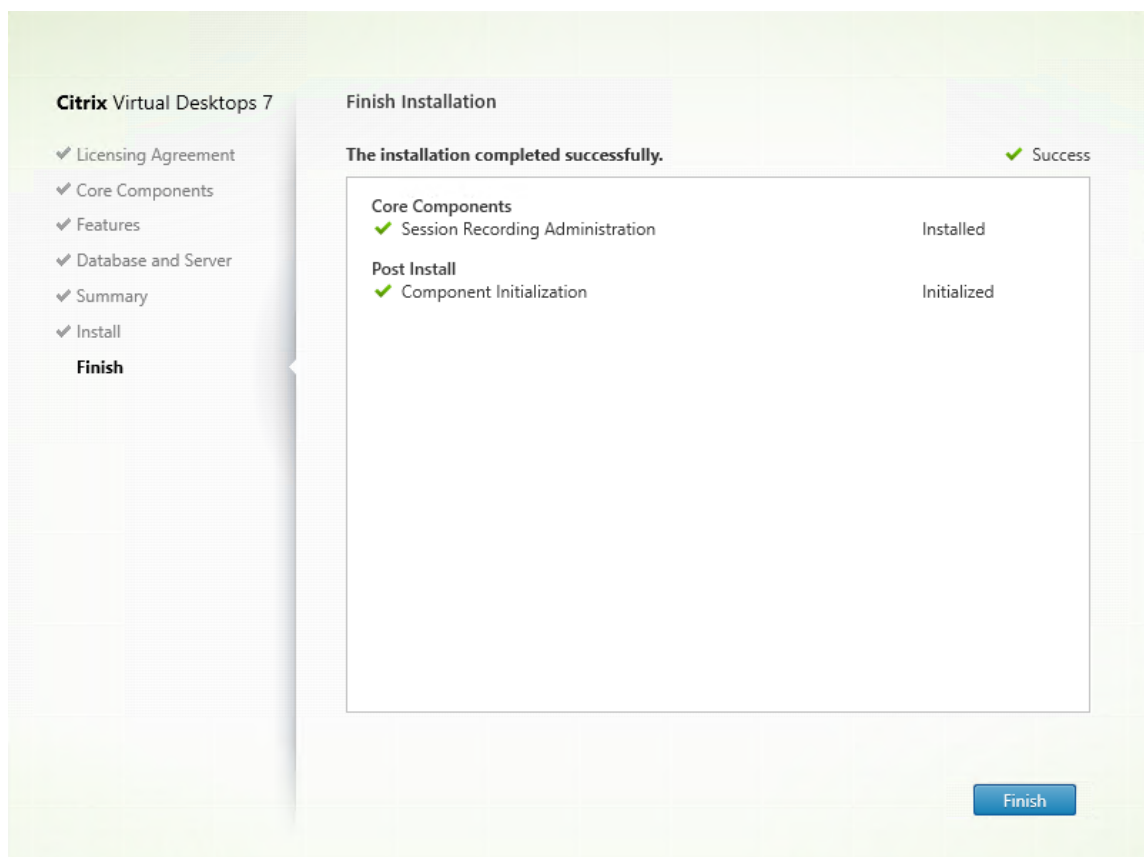 Citrix Virtual Desktops 7
Licensing Agreement
Core Components
Features
Database and Server
Summary
Install
Finish
Finish Installation
The installation completed successfully.
Success
Core Components
Session Recording Administration Installed
Post Install
Component Initialization Initialized
Finish